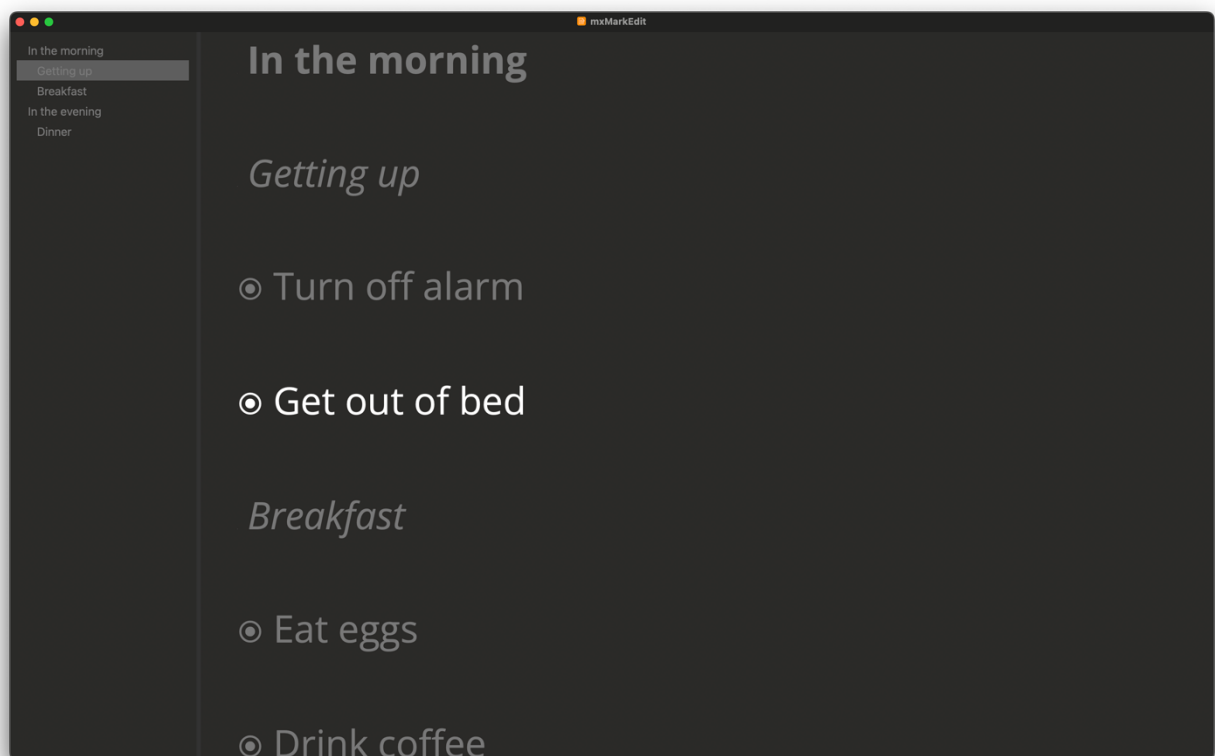 mxMarkEdit
In the morning
Getting up
Breakfast
In the evening
Dinner
In the morning
Getting up
Turn off alarm
Get out of bed
Breakfast
Eat eggs
Drink coffee